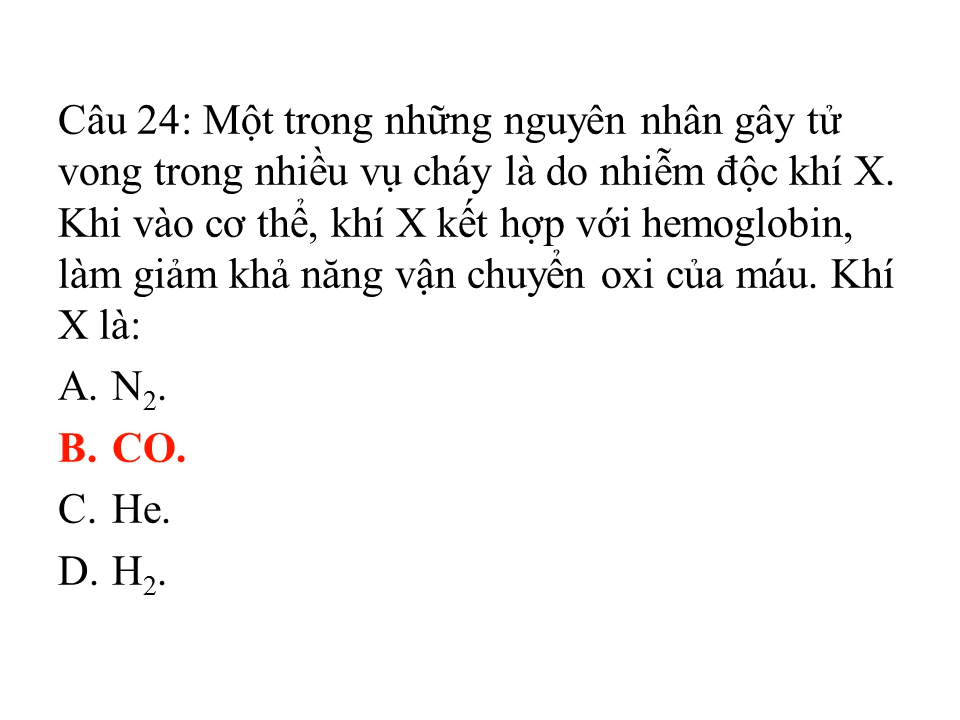 Câu 24: Một trong những nguyên nhân gây tử
vong trong nhiều vụ cháy là do nhiễm độc khí X.
Khi vào cơ thể, khí X kết hợp với hemoglobin,
làm giảm khả năng vận chuyển oxi của máu. Khí
X là:
A. N₂.
B. CO.
C. He.
D. H₂.